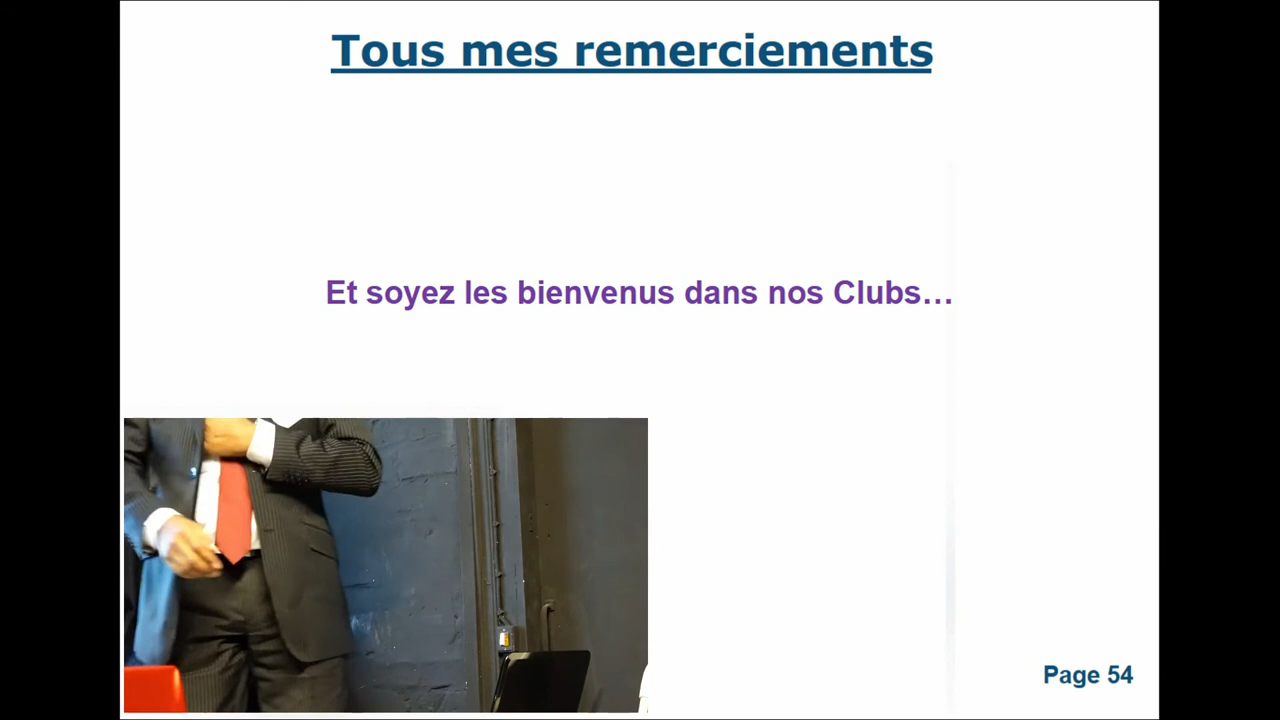 Tous mes remerciements
Et soyez les bienvenus dans nos Clubs…
Page 54